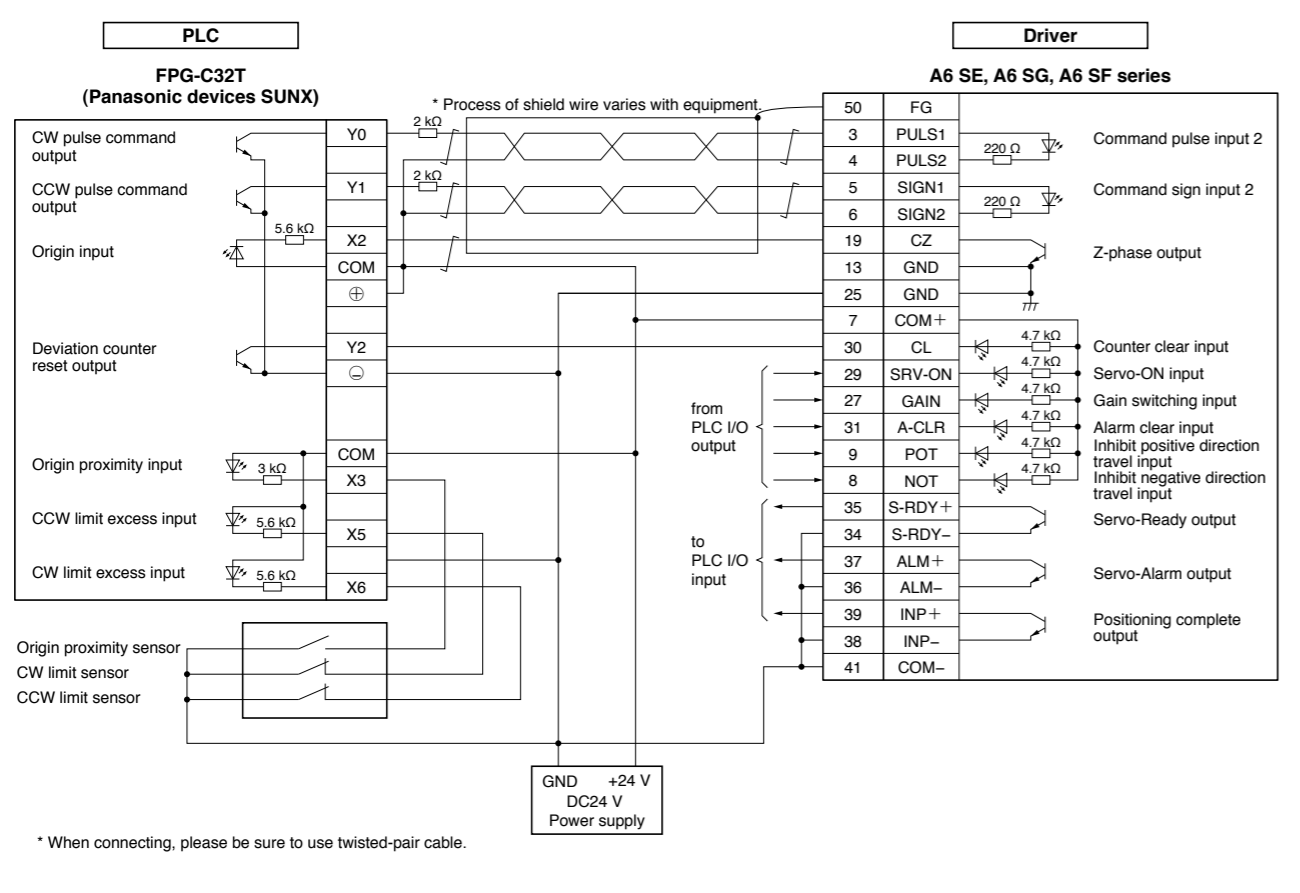 PLC
Driver
FPG-C32T
(Panasonic devices SUNX)
A6 SE, A6 SG, A6 SF series
* Process of shield wire varies with equipment.
CW pulse command
output
CCW pulse command
output
Origin input
5.6 kΩ
Deviation counter
reset output
Origin proximity input
3 kΩ
CCW limit excess input
5.6 kΩ
CW limit excess input
5.6 kΩ
Y0
Y1
X2
COM
⊕
Y2
⊖
COM
X3
X5
X6
2 kΩ
2 kΩ
from
PLC I/O
output
to
PLC I/O
input
50 FG
3 PULS1
4 PULS2
5 SIGN1
6 SIGN2
19 CZ
13 GND
25 GND
7 COM+
30 CL
29 SRV-ON
27 GAIN
31 A-CLR
9 POT
8 NOT
35 S-RDY+
34 S-RDY−
37 ALM+
36 ALM−
39 INP+
38 INP−
41 COM−
220 Ω
220 Ω
4.7 kΩ
4.7 kΩ
4.7 kΩ
4.7 kΩ
4.7 kΩ
4.7 kΩ
Command pulse input 2
Command sign input 2
Z-phase output
Counter clear input
Servo-ON input
Gain switching input
Alarm clear input
Inhibit positive direction
travel input
Inhibit negative direction
travel input
Servo-Ready output
Servo-Alarm output
Positioning complete
output
Origin proximity sensor
CW limit sensor
CCW limit sensor
GND +24 V
DC24 V
Power supply
* When connecting, please be sure to use twisted-pair cable.